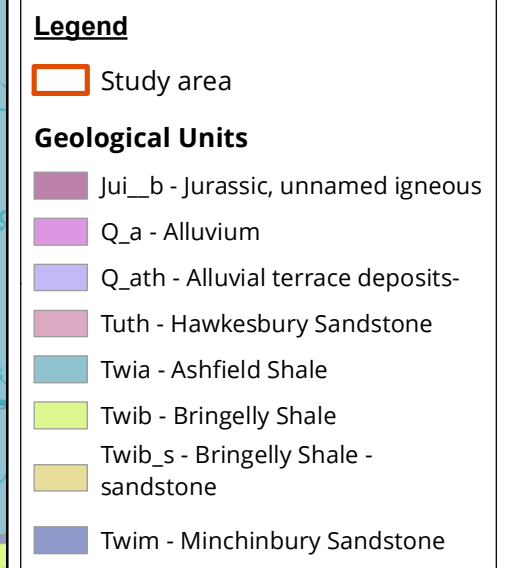 Legend
Study area
Geological Units
Jui__b - Jurassic, unnamed igneous
Q_a - Alluvium
Q_ath - Alluvial terrace deposits-
Tuth - Hawkesbury Sandstone
Twia - Ashfield Shale
Twib - Bringelly Shale
Twib_s - Bringelly Shale -
sandstone
Twim - Minchinbury Sandstone